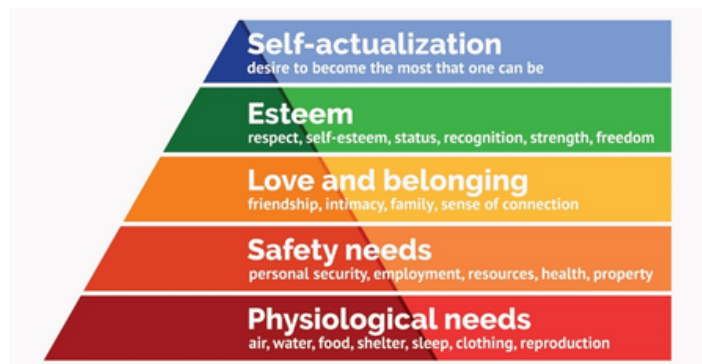 Self-actualization
desire to become the most that one can be
Esteem
respect, self-esteem, status, recognition, strength, freedom
Love and belonging
friendship, intimacy, family, sense of connection
Safety needs
personal security, employment, resources, health, property
Physiological needs
air, water, food, shelter, sleep, clothing, reproduction